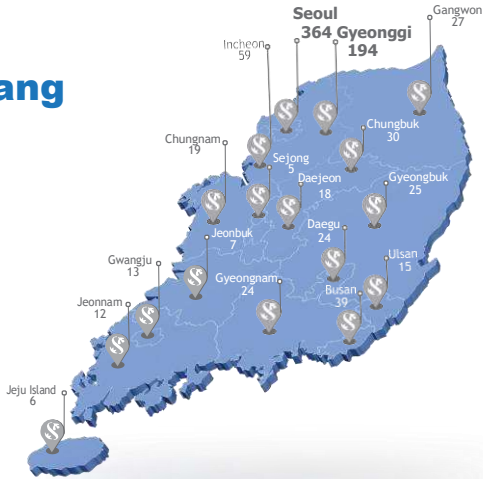 ang
Seoul
364
Gyeonggi
194
Gangwon
27
Incheon
59
Chungbuk
30
Chungnam
19
Sejong
5
Daejeon
18
Gyeongbuk
25
Jeonbuk
7
Daegu
24
Gwangju
13
Gyeongnam
24
Ulsan
15
Busan
39
Jeonnam
12
Jeju Island
6